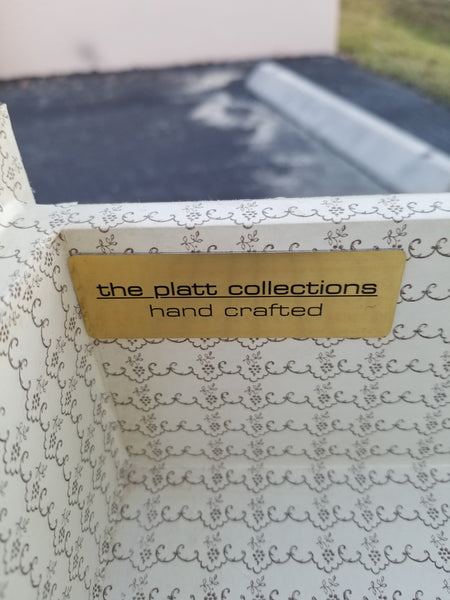 the platt collections
hand crafted